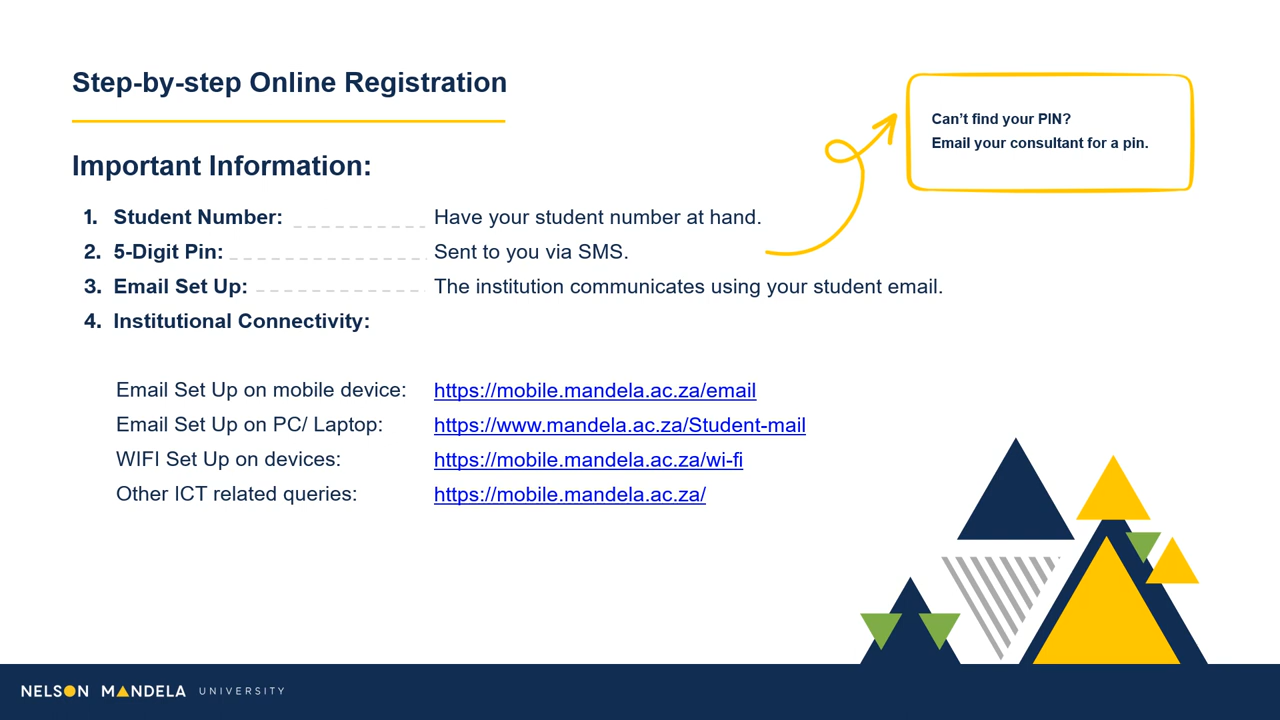 Step-by-step Online Registration
Can’t find your PIN?
Email your consultant for a pin.
Important Information:
1. Student Number: Have your student number at hand.
2. 5-Digit Pin: Sent to you via SMS.
3. Email Set Up: The institution communicates using your student email.
4. Institutional Connectivity:
Email Set Up on mobile device: https://mobile.mandela.ac.za/email
Email Set Up on PC/ Laptop: https://www.mandela.ac.za/Student-mail
WIFI Set Up on devices: https://mobile.mandela.ac.za/wi-fi
Other ICT related queries: https://mobile.mandela.ac.za/
NELSON MANDELA UNIVERSITY